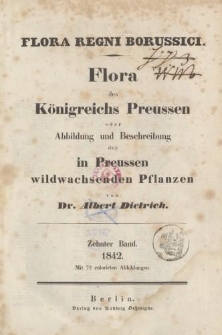 FLORA REGNI BORUSSICI.
Flora
des
Königreichs Preussen
oder
Abbildung und Beschreibung
der
in Preussen
wildwachsenden Pflanzen
von
Dr. Albert Dietrich.
Zehnter Band.
1842.
Mit 72 colorirten Abbildungen.
Berlin.
Verlag von Ludwig Oehmigke.